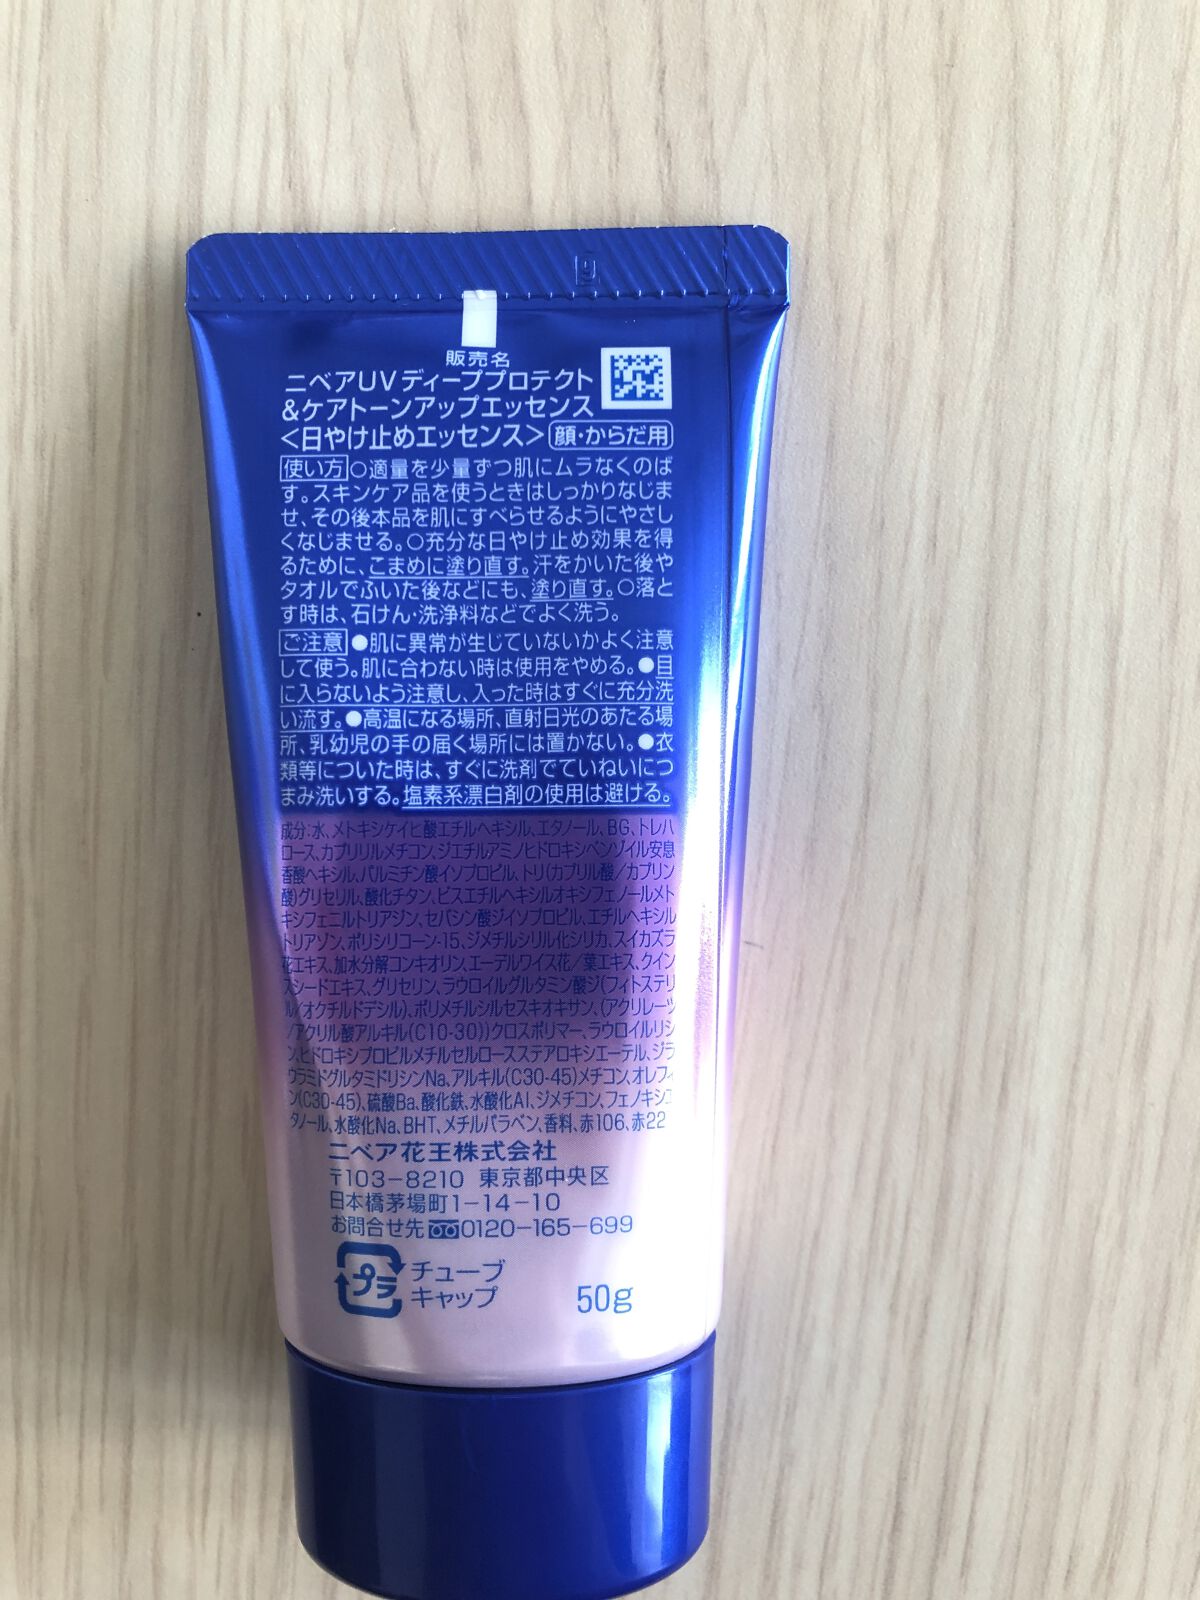 販売名
ニベアUVディーププロテクト
&ケアトーンアップエッセンス
<日やけ止めエッセンス> 顔・からだ用
使い方 ○適量を少量ずつ肌にムラなくのば
す。スキンケア品を使うときはしっかりなじま
せ、その後本品を肌にすべらせるようにやさし
くなじませる。○充分な日やけ止め効果を得
るために、こまめに塗り直す。汗をかいた後や
タオルでふいた後などにも、塗り直す。○落と
す時は、石けん・洗浄料などでよく洗う。
ご注意 ●肌に異常が生じていないかよく注意
して使う。肌に合わない時は使用をやめる。●目
に入らないよう注意し、入った時はすぐに充分洗
い流す。●高温になる場所、直射日光のあたる場
所、乳幼児の手の届く場所には置かない。●衣
類等についた時は、すぐに洗剤でていねいにつ
まみ洗いする。塩素系漂白剤の使用は避ける。
成分:水、メトキシケイヒ酸エチルヘキシル、エタノール、BG、トレハ
ロース、カプリリルメチコン、ジエチルアミノヒドロキシベンゾイル安息
香酸ヘキシル、パルミチン酸イソプロピル、トリ(カプリル酸/カプリン
酸)グリセリル、酸化チタン、ビスエチルヘキシルオキシフェノールメト
キシフェニルトリアジン、セバシン酸ジイソプロピル、エチルヘキシル
トリアゾン、ポリシリコーン-15、ジメチルシリル化シリカ、スイカズラ
花エキス、加水分解コンキオリン、エーデルワイス花/葉エキス、クイン
スシードエキス、グリセリン、ラウロイルグルタミン酸ジ(フィトステリ
ル/オクチルドデシル)、ポリメチルシルセスキオキサン、(アクリレーツ
/アクリル酸アルキル(C10-30))クロスポリマー、ラウロイルリシ
ン、ヒドロキシプロピルメチルセルロースステアロキシエーテル、ジラ
ウラミドグルタミドリシンNa、アルキル(C30-45)メチコン、オレフィ
ン(C30-45)、硫酸Ba、酸化鉄、水酸化Al、ジメチコン、フェノキシエ
タノール、水酸化Na、BHT、メチルパラベン、香料、赤106、赤22
ニベア花王株式会社
〒103-8210 東京都中央区
日本橋茅場町1-14-10
お問合せ先 0120-165-699
プラ チューブ
キャップ
50g